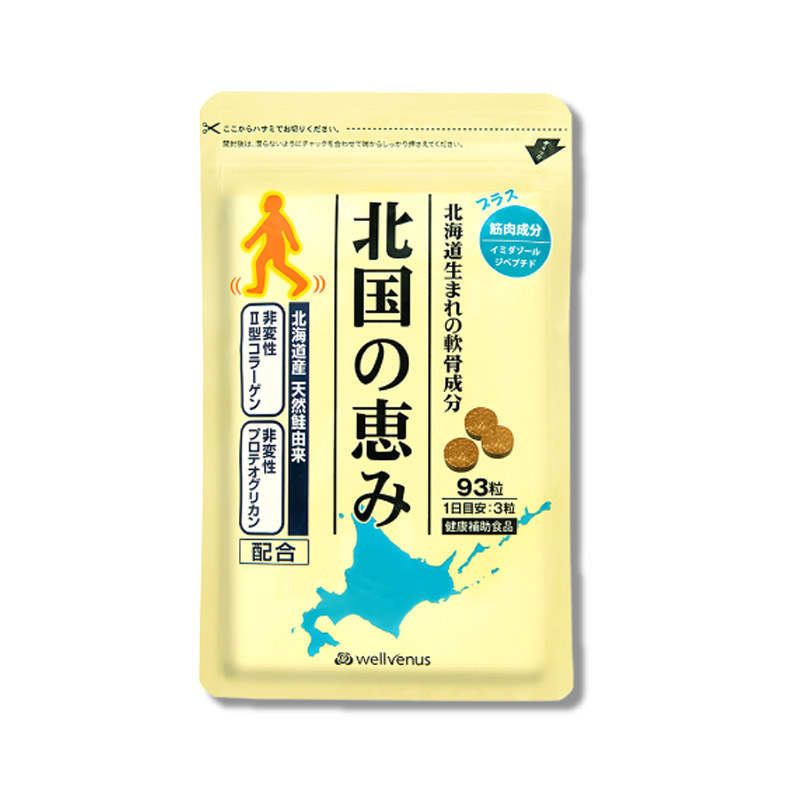 ここからハサミでお切りください。
開封後は、湿らないようにチャックを合わせて端からしっかり押さえてください。
プラス
筋肉成分
イミダゾール
ジペプチド
北海道生まれの軟骨成分
北国の恵み
北海道産 天然鮭由来
非変性
Ⅱ型コラーゲン
非変性
プロテオグリカン
配合
93粒
1日目安:3粒
健康補助食品
wellvenus